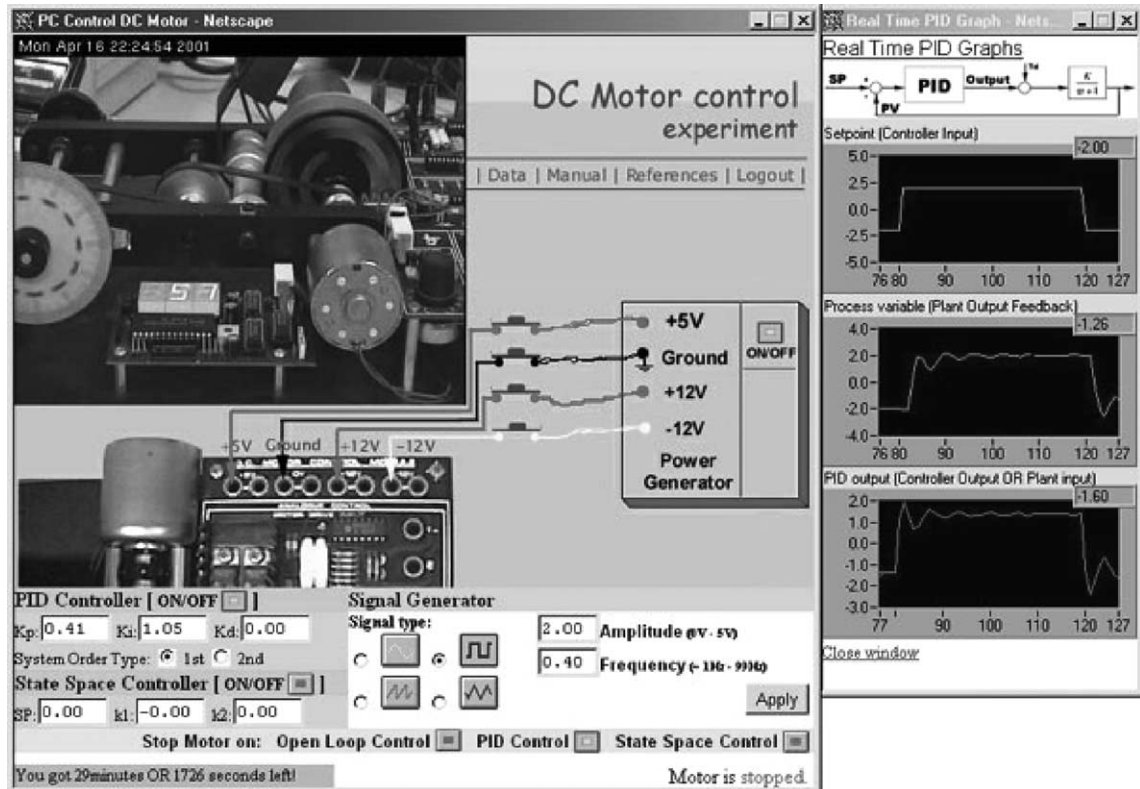 PC Control DC Motor - Netscape
Mon Apr 16 22:24:54 2001
DC Motor control
experiment
| Data | Manual | References | Logout |
+5V
Ground
+12V
-12V
ON/OFF
Power
Generator
+5V Ground +12V -12V
ANALOGUE CONTROL
MOTOR DRIVE
PID Controller [ ON/OFF ]
Kp: 0.41 Ki: 1.05 Kd: 0.00
System Order Type: 1st 2nd
State Space Controller [ ON/OFF ]
SP: 0.00 k1: -0.00 k2: 0.00
Signal Generator
Signal type:
2.00 Amplitude (0V - 5V)
0.40 Frequency
Apply
Stop Motor on: Open Loop Control PID Control State Space Control
You got 29minutes OR 1726 seconds left!
Motor is stopped.
Real Time PID Graph - Nets...
Real Time PID Graphs
SP PID Output Td K
PV
Setpoint (Controller Input)
-2.00
5.0
2.5
0.0
-2.5
-5.0
76 80 90 100 110 120 127
Process variable (Plant Output Feedback)
-1.26
4.0
2.0
0.0
-2.0
-4.0
76 80 90 100 110 120 127
PID output (Controller Output OR Plant input)
-1.60
2.0
1.0
0.0
-1.0
-2.0
-3.0
77 90 100 110 120 127
Close window